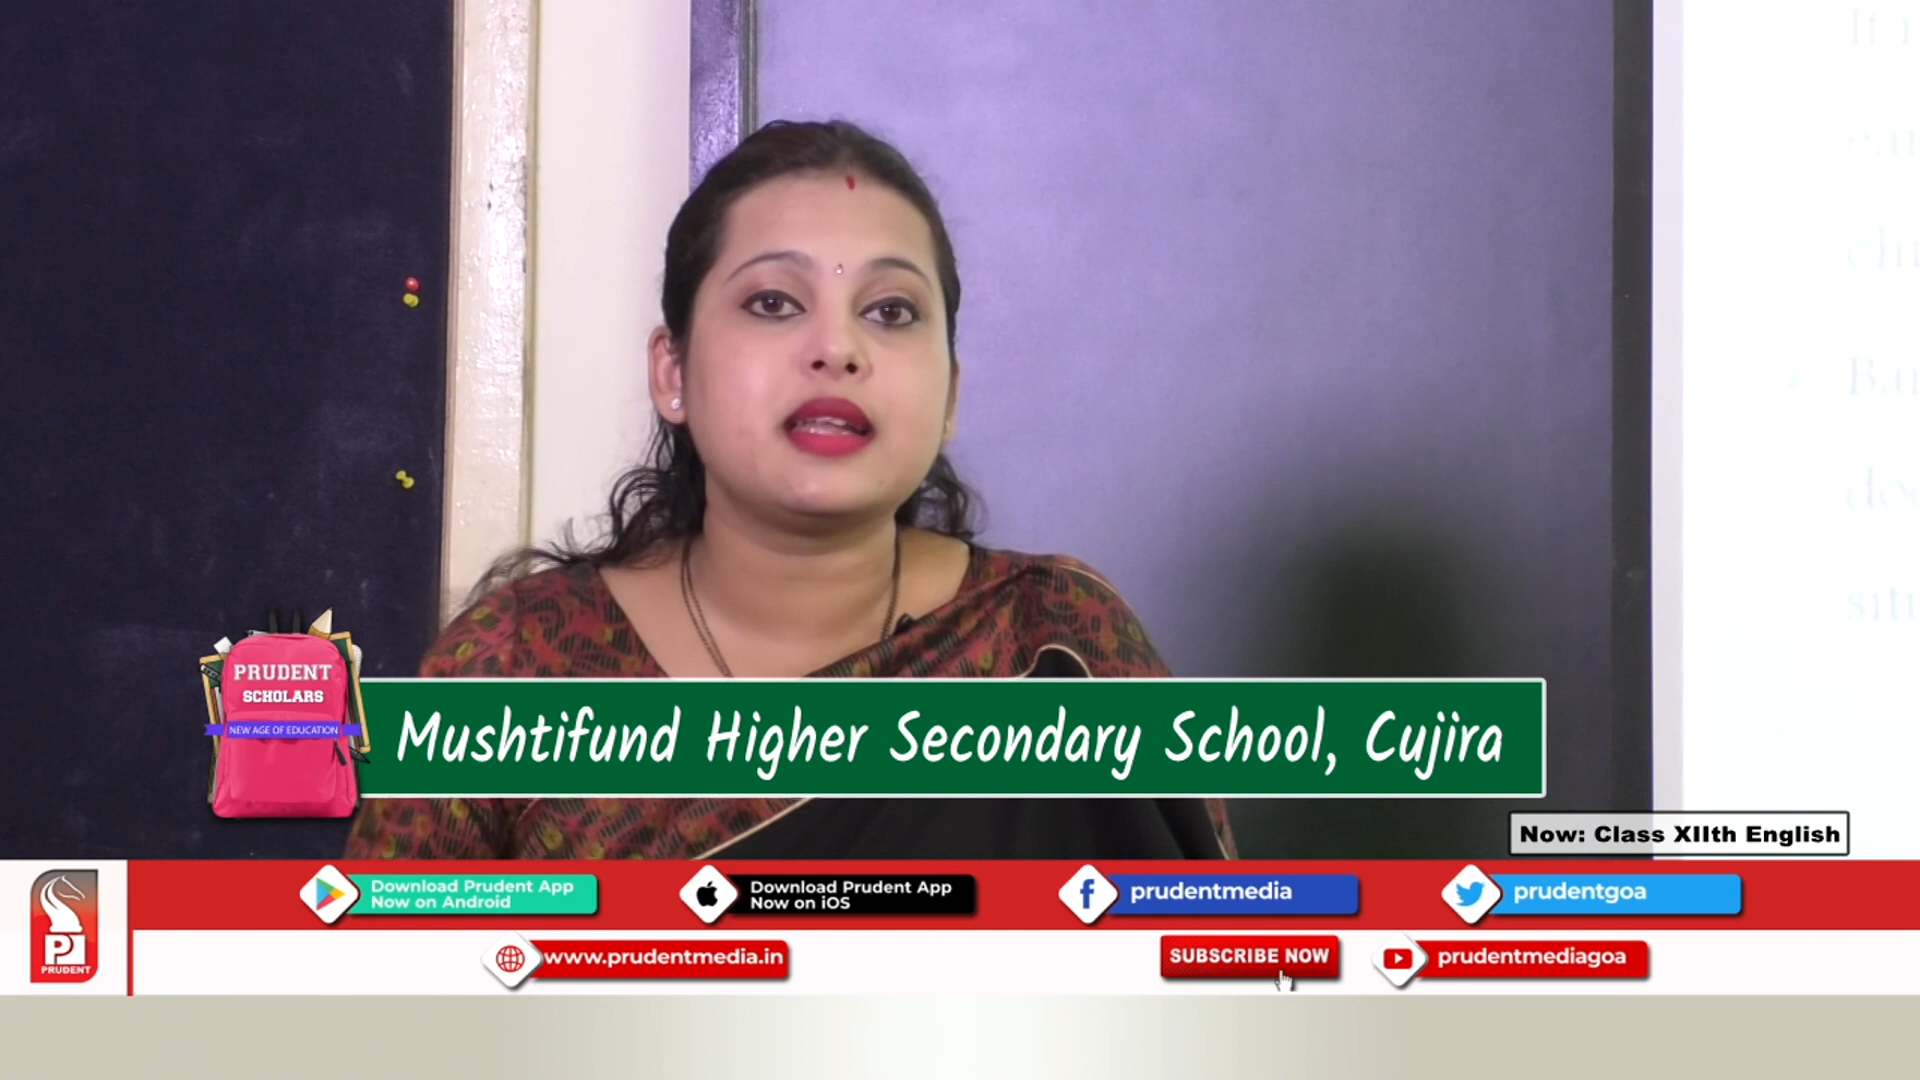 PRUDENT
SCHOLARS
NEW AGE OF EDUCATION
Mushtifund Higher Secondary School, Cujira
Now: Class XIIth English
Download Prudent App
Now on Android
Download Prudent App
Now on iOS
prudentmedia
prudentgoa
PRUDENT
www.prudentmedia.in
SUBSCRIBE NOW
prudentmediagoa